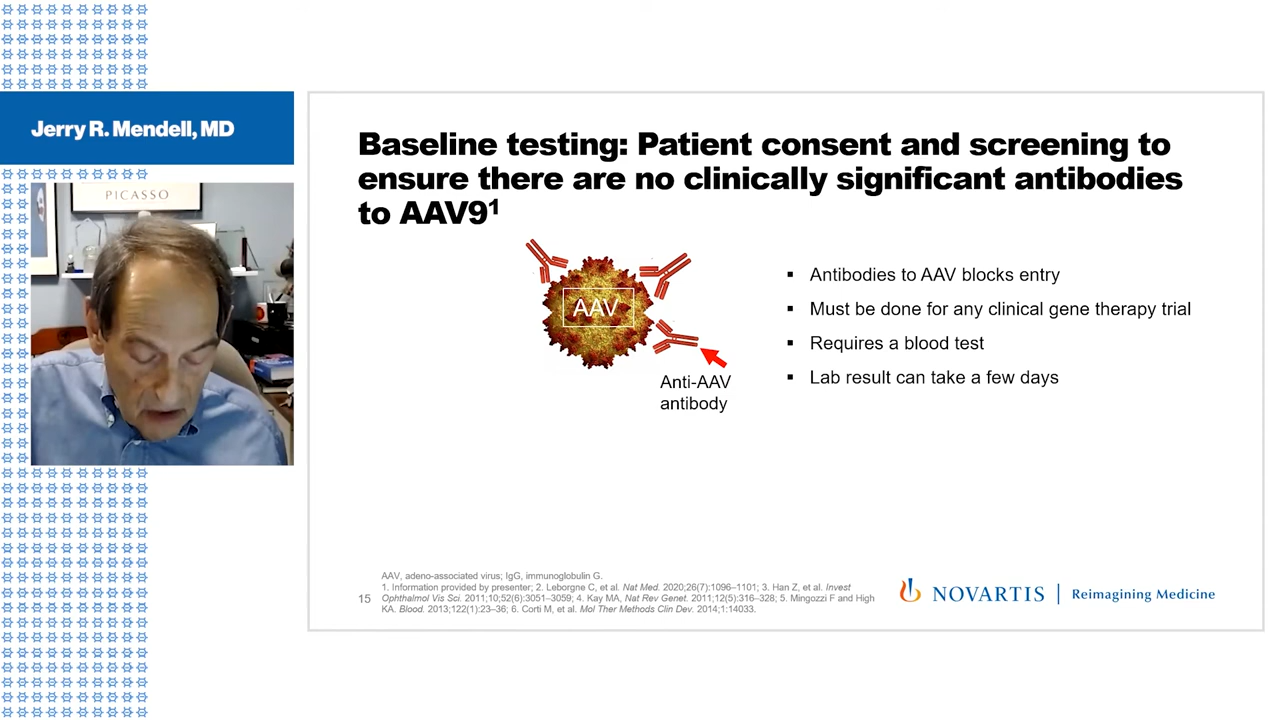 Jerry R. Mendell, MD
PICASSO
Baseline testing: Patient consent and screening to
ensure there are no clinically significant antibodies
to AAV9¹
AAV
Anti-AAV
antibody
▪ Antibodies to AAV blocks entry
▪ Must be done for any clinical gene therapy trial
▪ Requires a blood test
▪ Lab result can take a few days
AAV, adeno-associated virus; IgG, immunoglobulin G.
1. Information provided by presenter; 2. Leborgne C, et al. Nat Med. 2020;26(7):1096–1101; 3. Han Z, et al. Invest
Ophthalmol Vis Sci. 2011;10;52(6):3051–3059; 4. Kay MA, Nat Rev Genet. 2011;12(5):316–328; 5. Mingozzi F and High
KA. Blood. 2013;122(1):23–36; 6. Corti M, et al. Mol Ther Methods Clin Dev. 2014;1:14033.
15
NOVARTIS | Reimagining Medicine